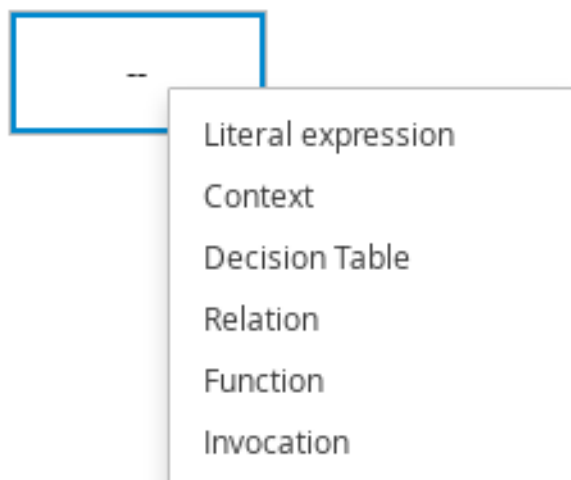 --
Literal expression
Context
Decision Table
Relation
Function
Invocation